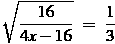 √(16/(4x−16)) = 1/3